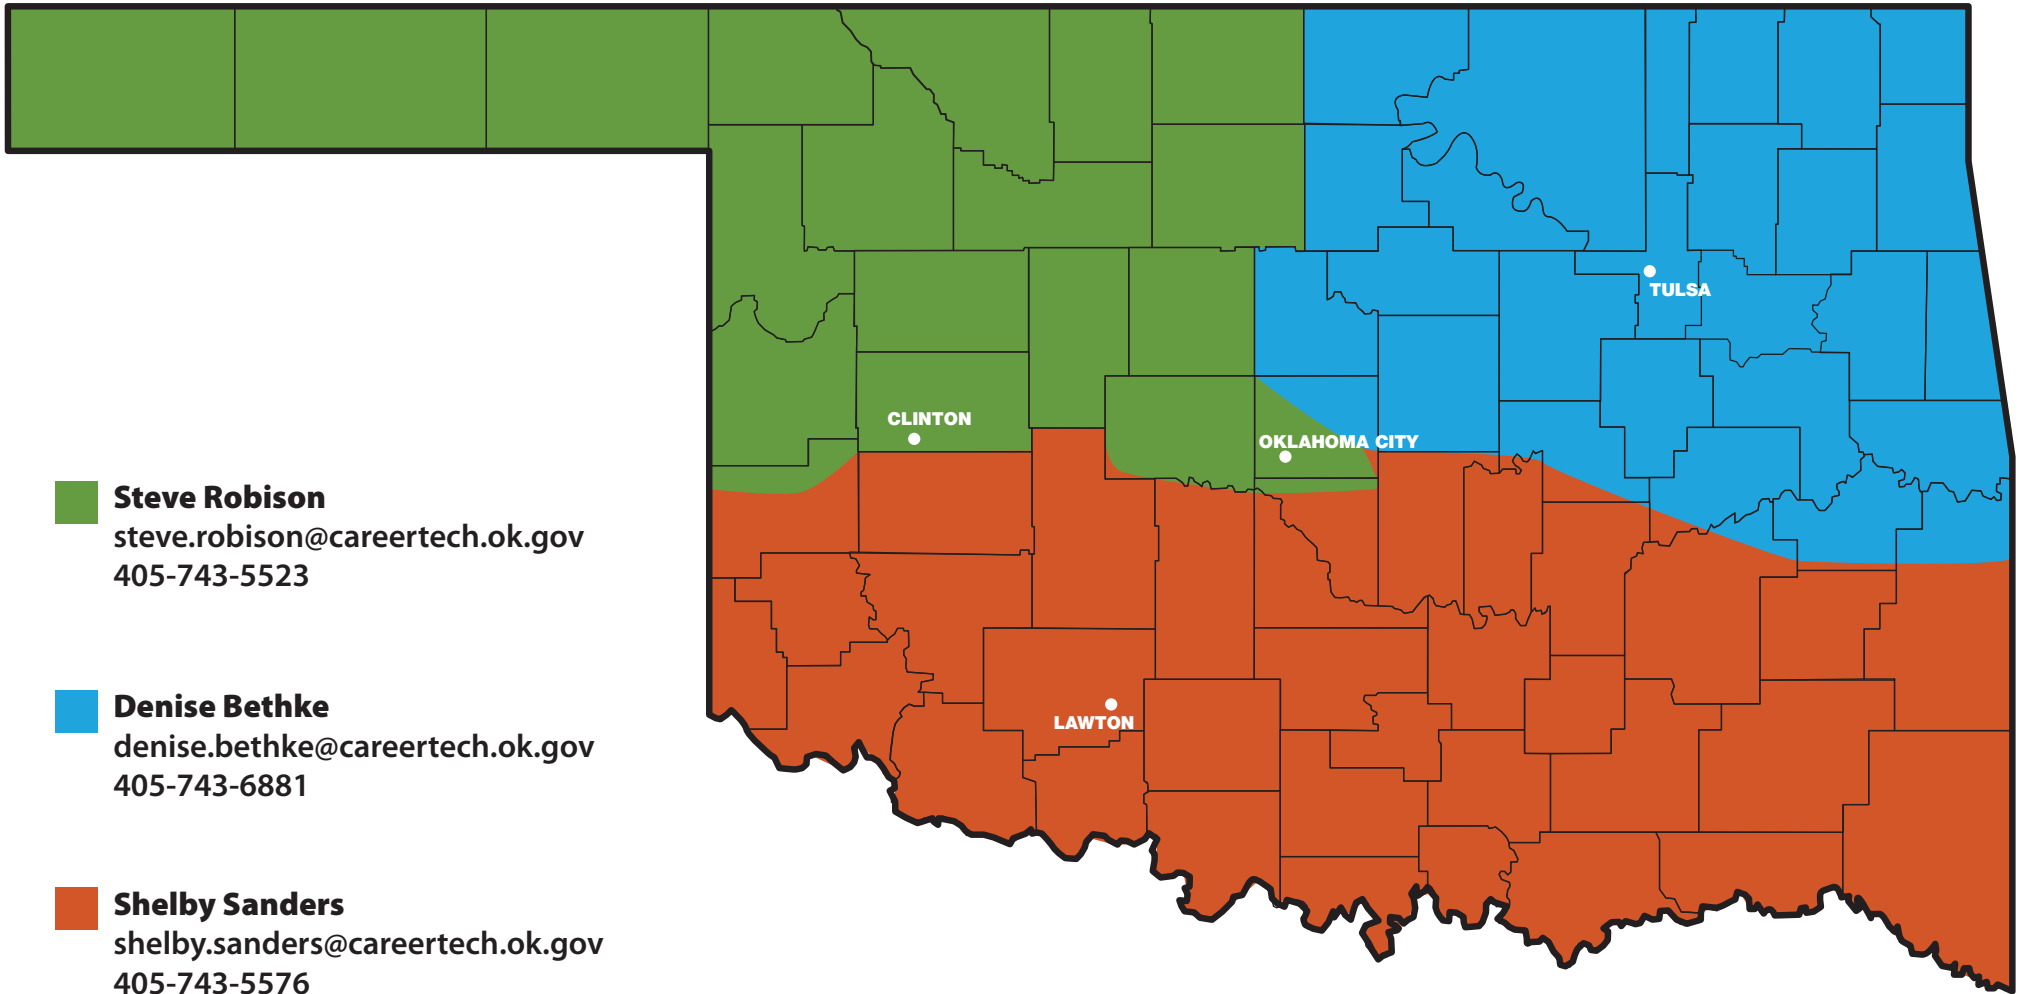 TULSA
CLINTON
OKLAHOMA CITY
LAWTON
Steve Robison
steve.robison@careertech.ok.gov
405-743-5523
Denise Bethke
denise.bethke@careertech.ok.gov
405-743-6881
Shelby Sanders
shelby.sanders@careertech.ok.gov
405-743-5576